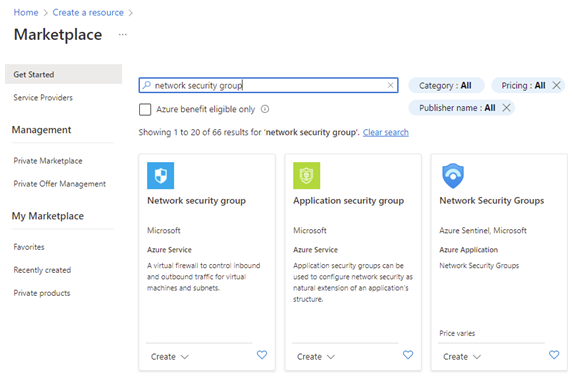 Home > Create a resource >
Marketplace ...
Get Started
Service Providers
Management
Private Marketplace
Private Offer Management
My Marketplace
Favorites
Recently created
Private products
network security group
Category : All
Pricing : All
Azure benefit eligible only
Publisher name : All
Showing 1 to 20 of 66 results for 'network security group'. Clear search
Network security group
Microsoft
Azure Service
A virtual firewall to control inbound
and outbound traffic for virtual
machines and subnets.
Create
Application security group
Microsoft
Azure Service
Application security groups can be
used to configure network security as
natural extension of an application's
structure.
Create
Network Security Groups
Azure Sentinel, Microsoft
Azure Application
Network Security Groups
Price varies
Create